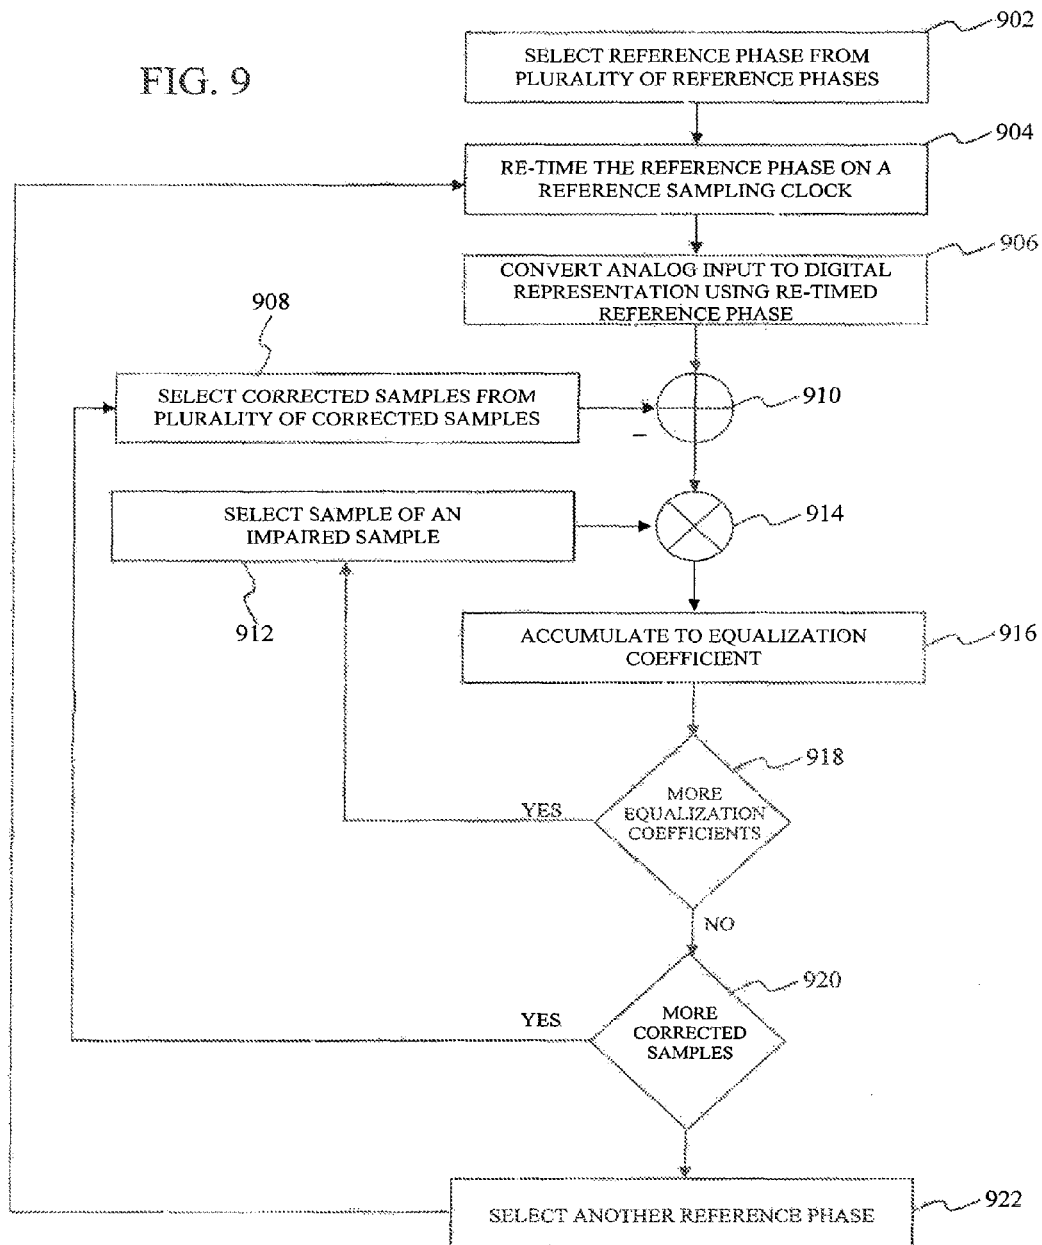 FIG. 9
902
SELECT REFERENCE PHASE FROM
PLURALITY OF REFERENCE PHASES
904
RE-TIME THE REFERENCE PHASE ON A
REFERENCE SAMPLING CLOCK
906
CONVERT ANALOG INPUT TO DIGITAL
REPRESENTATION USING RE-TIMED
REFERENCE PHASE
908
SELECT CORRECTED SAMPLES FROM
PLURALITY OF CORRECTED SAMPLES
–
910
SELECT SAMPLE OF AN
IMPAIRED SAMPLE
914
912
ACCUMULATE TO EQUALIZATION
COEFFICIENT
916
918
MORE
EQUALIZATION
COEFFICIENTS
YES
NO
920
MORE
CORRECTED
SAMPLES
YES
SELECT ANOTHER REFERENCE PHASE
922